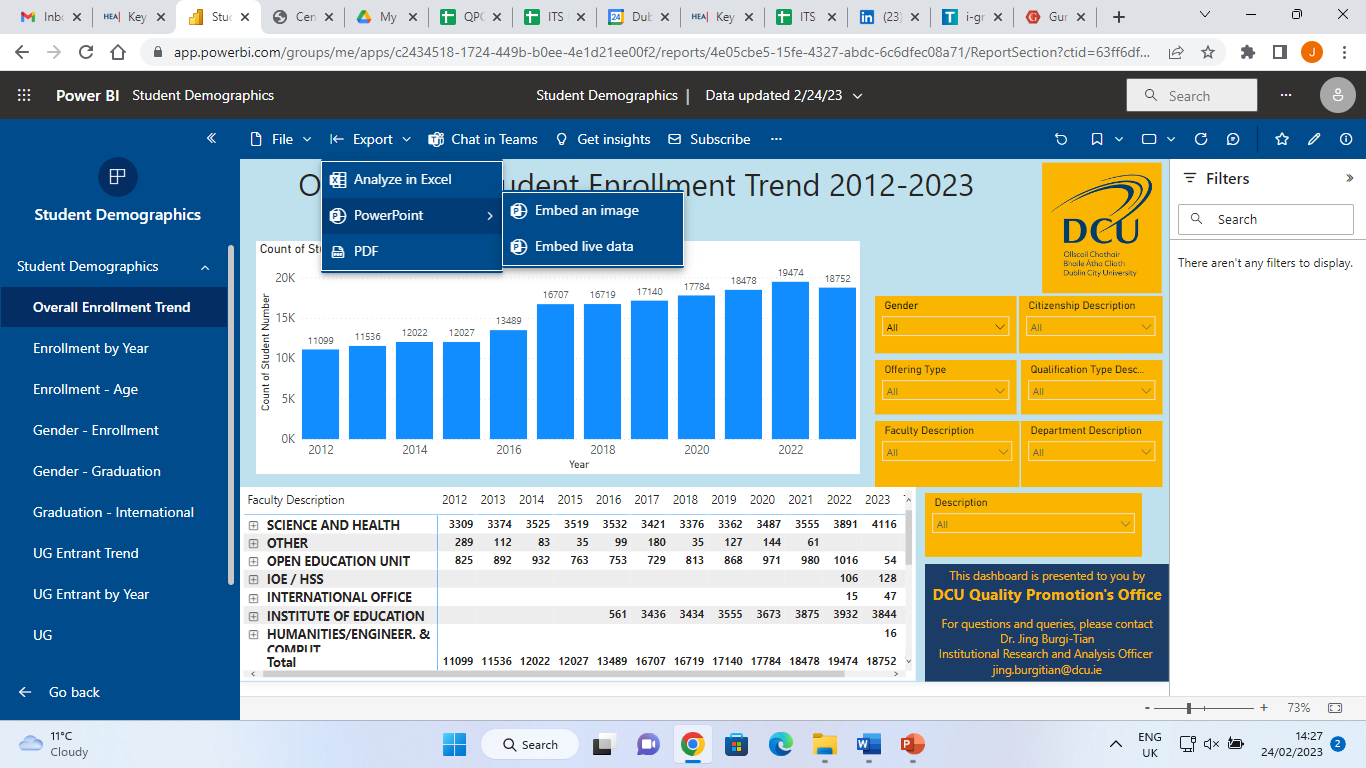 Inbo
HEA| Key
Stud
Cen
My
QPC
ITS
Dub
HEA| Key
ITS
(23)
i-gr
Gur
app.powerbi.com/groups/me/apps/c2434518-1724-449b-b0ee-4e1d21ee00f2/reports/4e05cbe5-15fe-4327-abdc-6c6dfec08a71/ReportSection?ctid=63ff6df...
J
Power BI Student Demographics
Student Demographics | Data updated 2/24/23
Search
File Export Chat in Teams Get insights Subscribe
Analyze in Excel
PowerPoint
PDF
Embed an image
Embed live data
Student Demographics
Student Demographics
Overall Enrollment Trend
Enrollment by Year
Enrollment - Age
Gender - Enrollment
Gender - Graduation
Graduation - International
UG Entrant Trend
UG Entrant by Year
UG
Go back
O udent Enrollment Trend 2012-2023
DCU
Ollscoil Chathair
Bhaile Átha Cliath
Dublin City University
Filters
Search
There aren't any filters to display.
Count of Stu
Count of Student Number
20K
15K
10K
5K
0K
11099 11536 12022 12027 13489 16707 16719 17140 17784 18478 19474 18752
2012 2014 2016 2018 2020 2022
Year
Gender
All
Citizenship Description
All
Offering Type
All
Qualification Type Desc...
All
Faculty Description
All
Department Description
All
Description
All
Faculty Description 2012 2013 2014 2015 2016 2017 2018 2019 2020 2021 2022 2023
SCIENCE AND HEALTH 3309 3374 3525 3519 3532 3421 3376 3362 3487 3555 3891 4116
OTHER 289 112 83 35 99 180 35 127 144 61
OPEN EDUCATION UNIT 825 892 932 763 753 729 813 868 971 980 1016 54
IOE / HSS 106 128
INTERNATIONAL OFFICE 15 47
INSTITUTE OF EDUCATION 561 3436 3434 3555 3673 3875 3932 3844
HUMANITIES/ENGINEER. & 16
COMPUT
Total 11099 11536 12022 12027 13489 16707 16719 17140 17784 18478 19474 18752
This dashboard is presented to you by
DCU Quality Promotion's Office
For questions and queries, please contact
Dr. Jing Burgi-Tian
Institutional Research and Analysis Officer
jing.burgitian@dcu.ie
- + 73%
11°C
Cloudy
Search
ENG
UK
14:27
24/02/2023
2